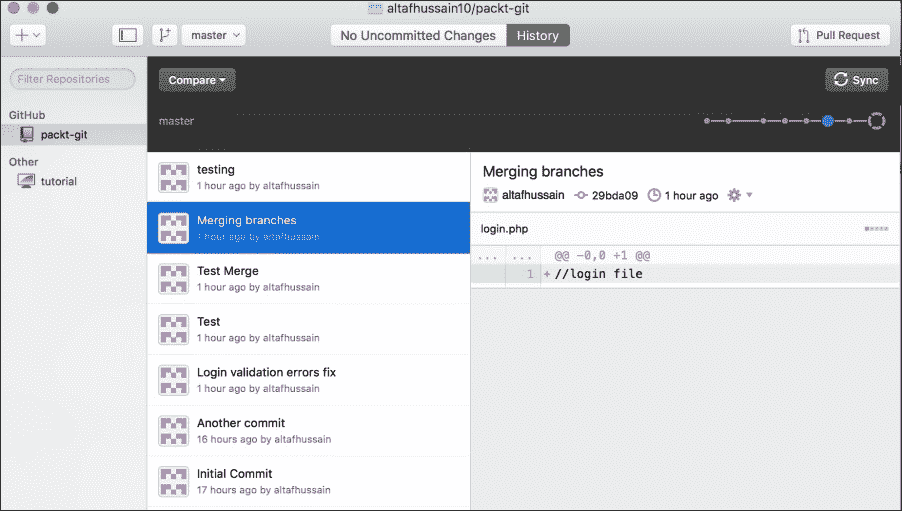 altafhussain10/packt-git
master
No Uncommitted Changes
History
Pull Request
Filter Repositories
GitHub
packt-git
Other
tutorial
Compare
Sync
master
testing
1 hour ago by altafhussain
Merging branches
1 hour ago by altafhussain
Test Merge
1 hour ago by altafhussain
Test
1 hour ago by altafhussain
Login validation errors fix
1 hour ago by altafhussain
Another commit
16 hours ago by altafhussain
Initial Commit
17 hours ago by altafhussain
Merging branches
altafhussain 29bda09 1 hour ago
login.php
... ... @@ -0,0 +1 @@
1 + //login file